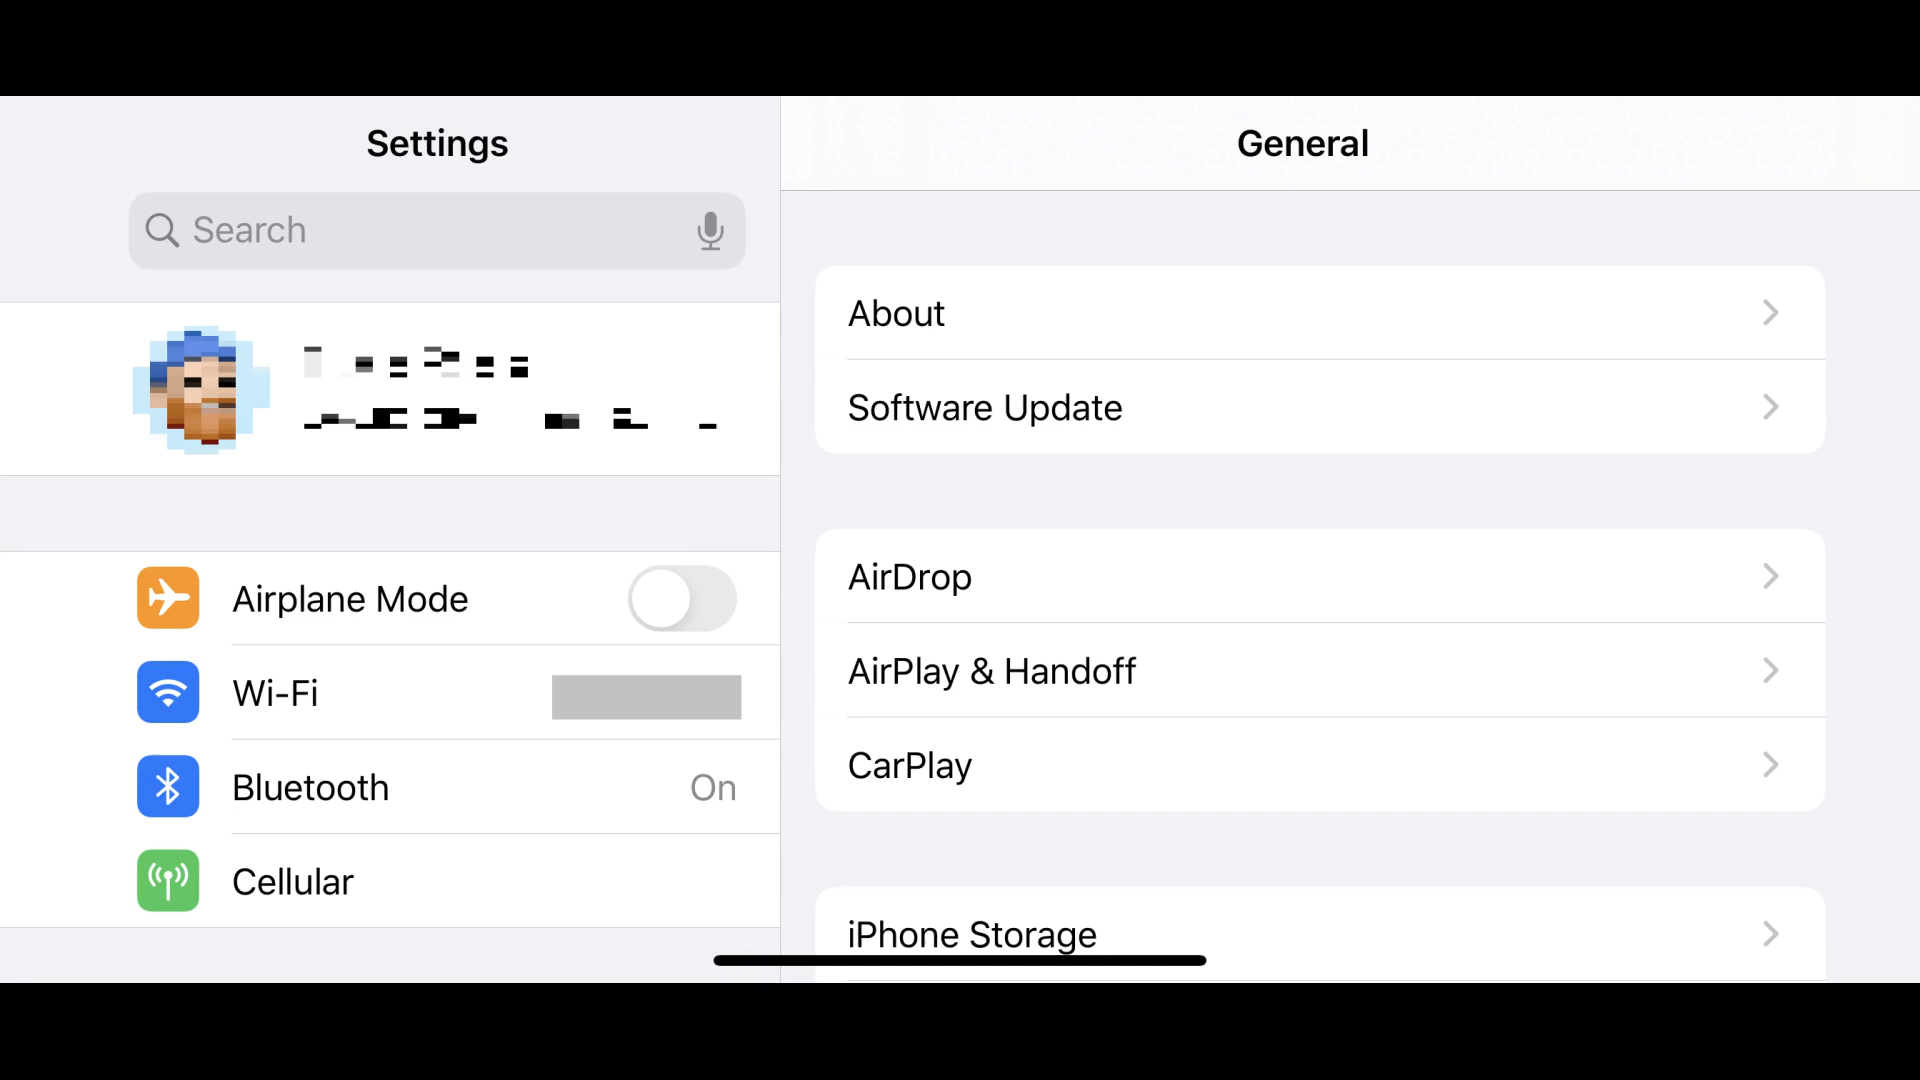 Settings
Search
Airplane Mode
Wi-Fi
Bluetooth
On
Cellular
General
About
Software Update
AirDrop
AirPlay & Handoff
CarPlay
iPhone Storage